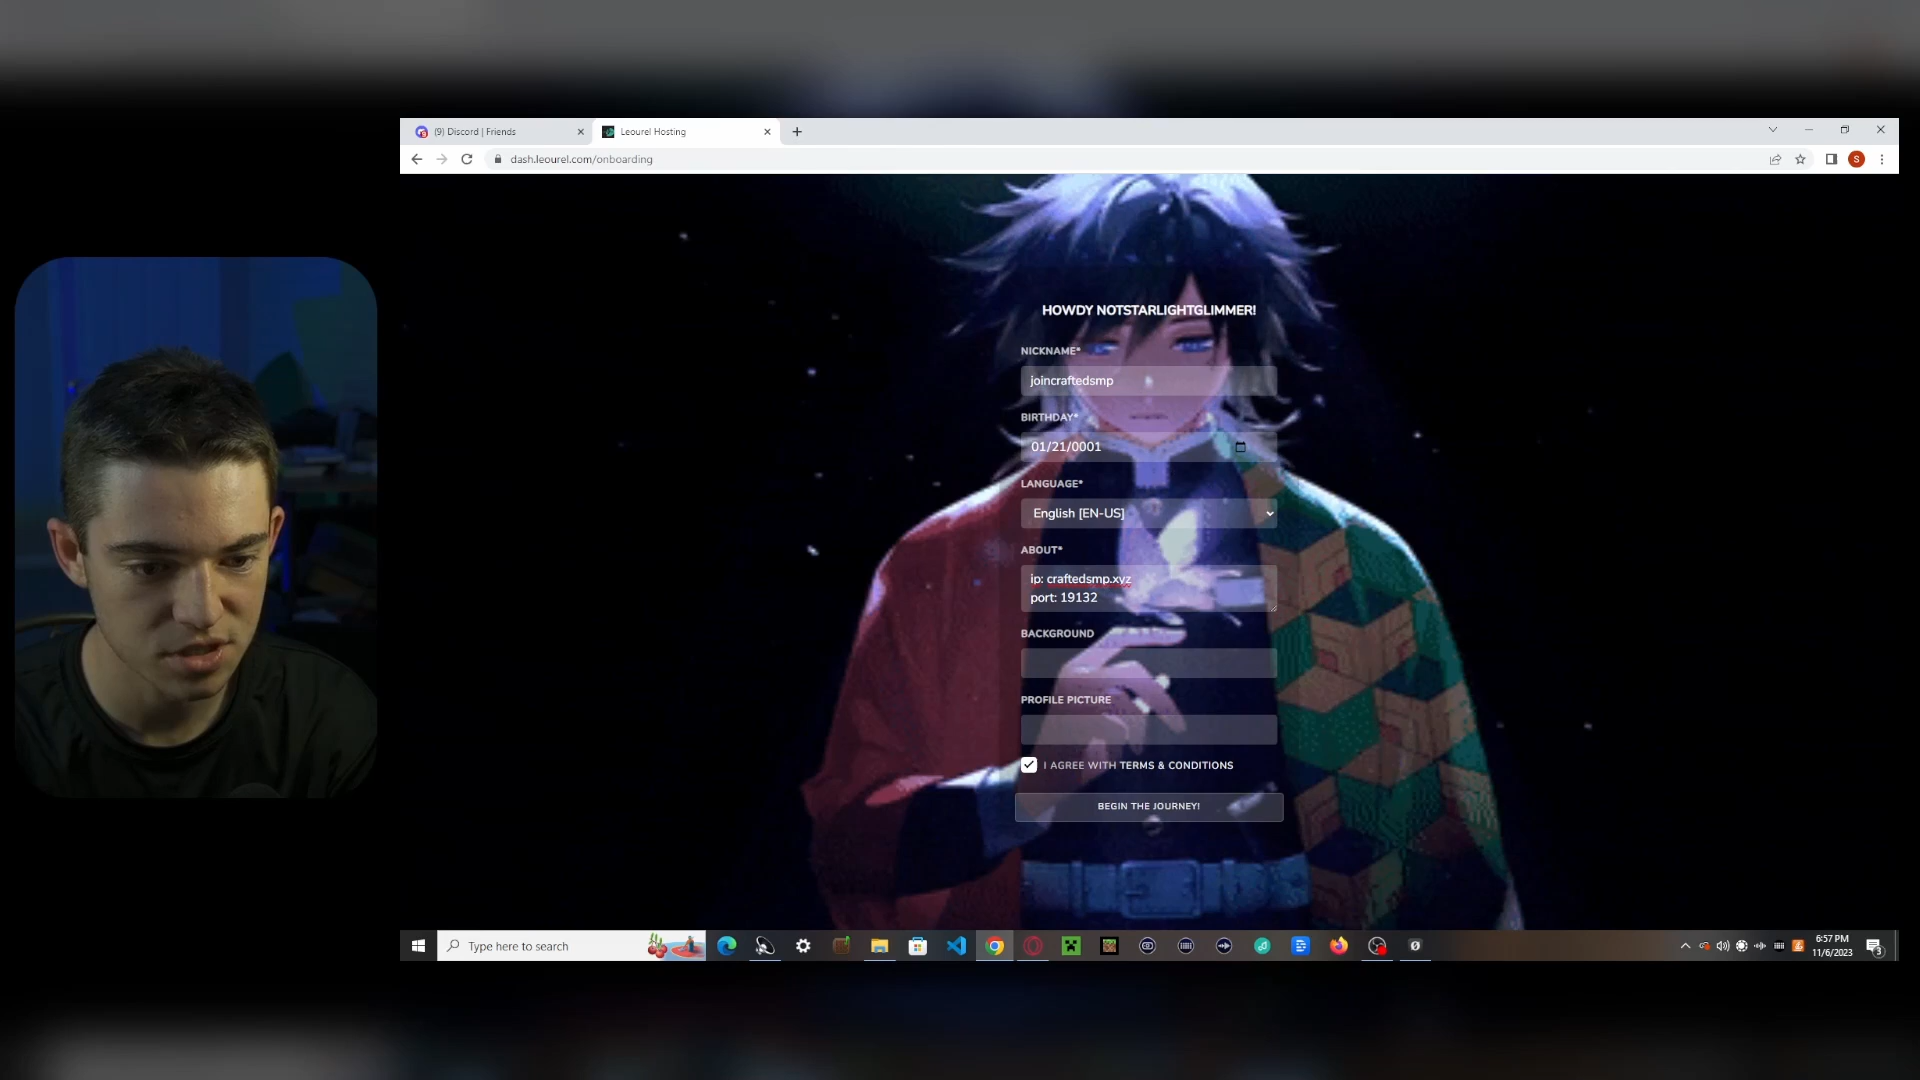 (9) Discord | Friends
Leourel Hosting
dash.leourel.com/onboarding
S
HOWDY NOTSTARLIGHTGLIMMER!
NICKNAME*
joincraftedsmp
BIRTHDAY*
01/21/0001
LANGUAGE*
English [EN-US]
ABOUT*
ip: craftedsmp.xyz
port: 19132
BACKGROUND
PROFILE PICTURE
I AGREE WITH TERMS & CONDITIONS
BEGIN THE JOURNEY!
Type here to search
6:57 PM
11/6/2023
3